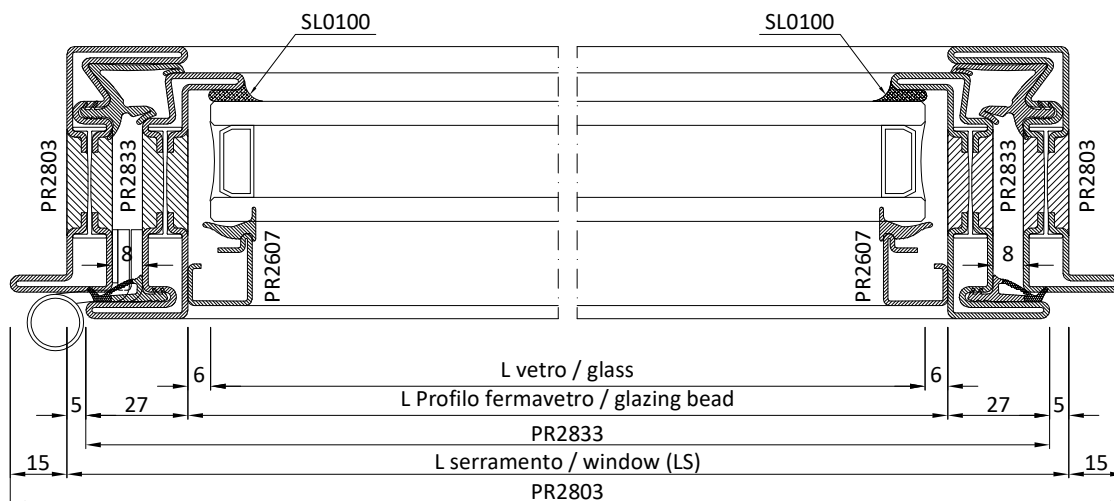 SL0100 SL0100
PR2803 PR2833 PR2833 PR2803
8 8
PR2607 PR2607
6 L vetro / glass 6
5 27 L Profilo fermavetro / glazing bead 27 5
PR2833
15 L serramento / window (LS) 15
PR2803